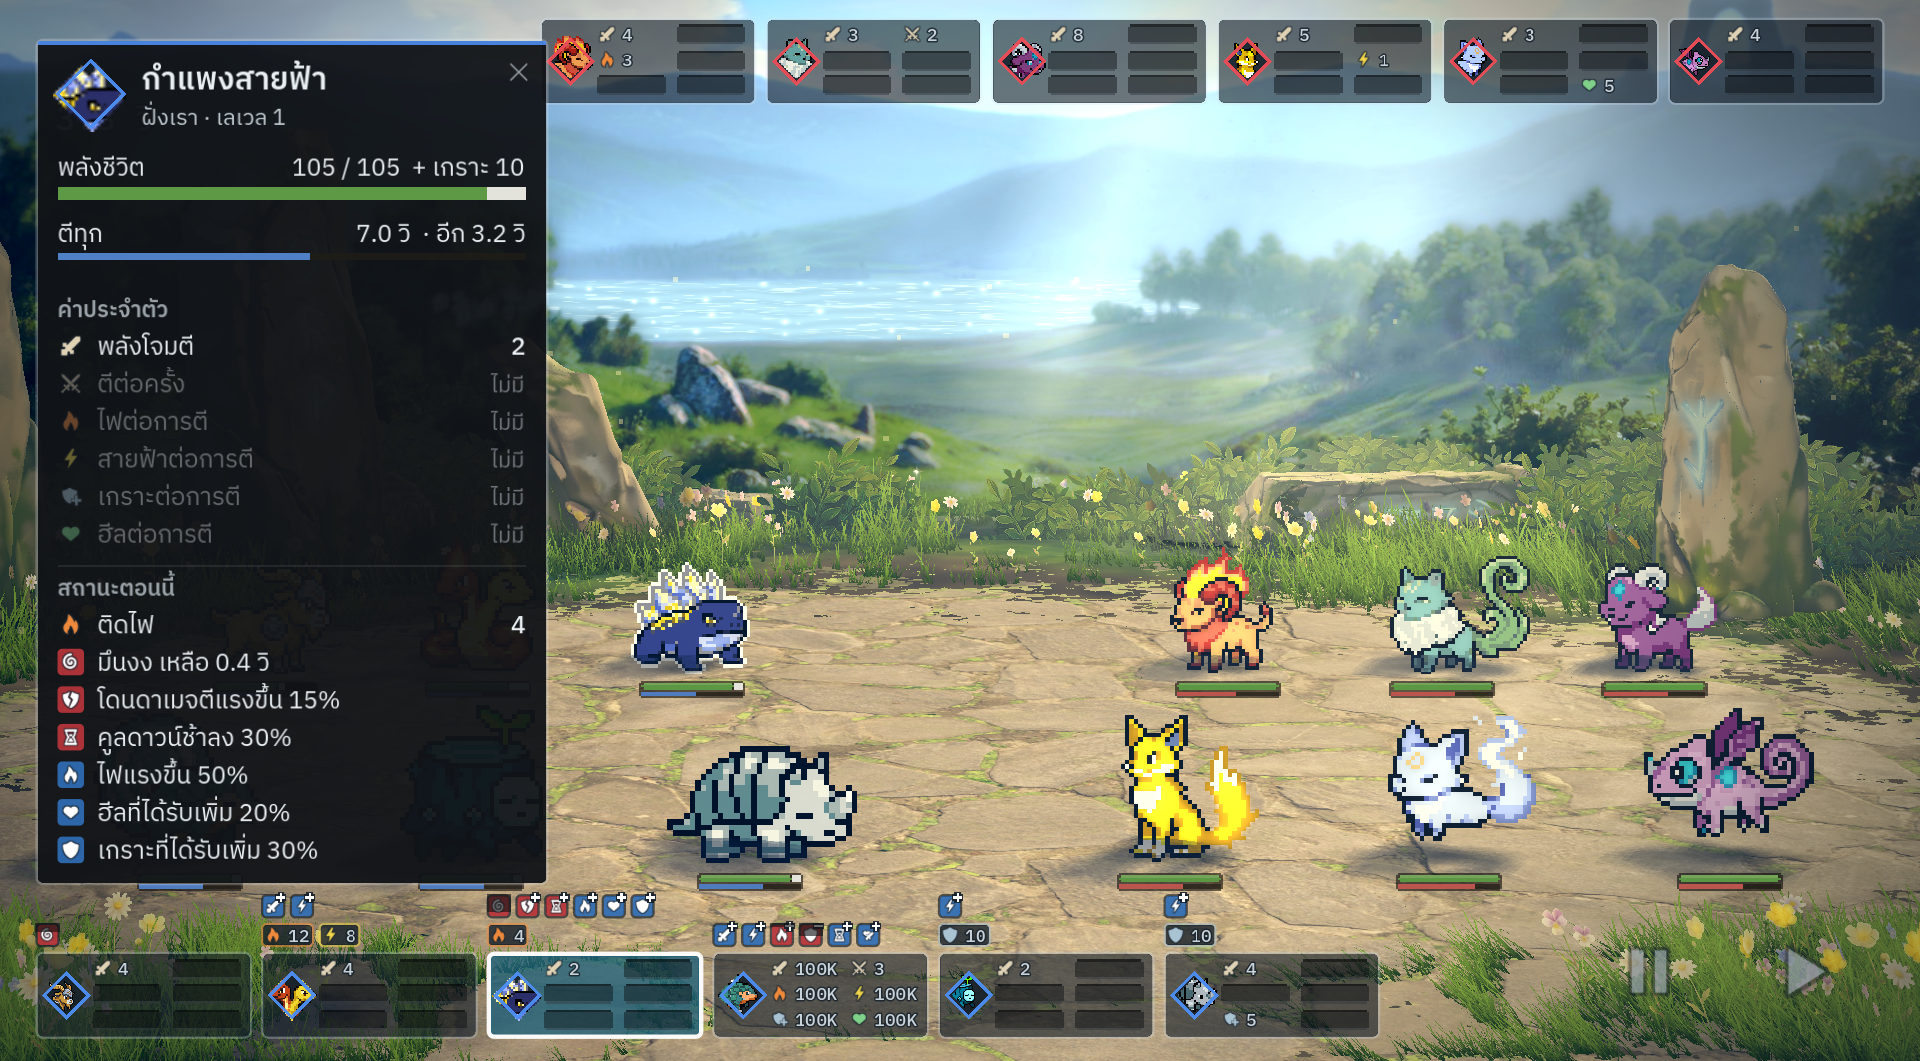 กำแพงสายฟ้า
ฝั่งเรา · เลเวล 1
พลังชีวิต 105 / 105 + เกราะ 10
ตีทุก 7.0 วิ · อีก 3.2 วิ
ค่าประจำตัว
พลังโจมตี 2
ตีต่อครั้ง ไม่มี
ไฟต่อการตี ไม่มี
สายฟ้าต่อการตี ไม่มี
เกราะต่อการตี ไม่มี
ฮีลต่อการตี ไม่มี
สถานะตอนนี้
ติดไฟ 4
มึนงง เหลือ 0.4 วิ
โดนดาเมจตีแรงขึ้น 15%
คูลดาวน์ช้าลง 30%
ไฟแรงขึ้น 50%
ฮีลที่ได้รับเพิ่ม 20%
เกราะที่ได้รับเพิ่ม 30%
4 3 2 8 5 3 4
3 1
5
12 8 4 10 10
4 4 2 100K 3 2 4
100K 100K
100K 100K 5